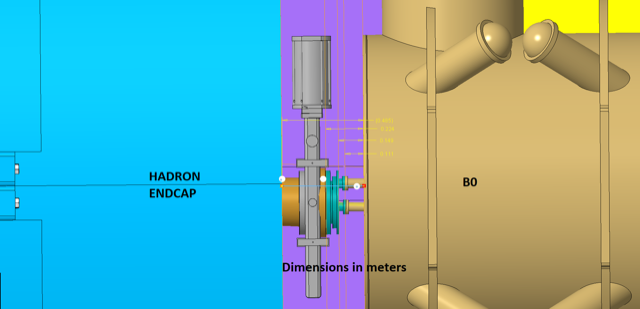 HADRON
ENDCAP
B0
Dimensions in meters